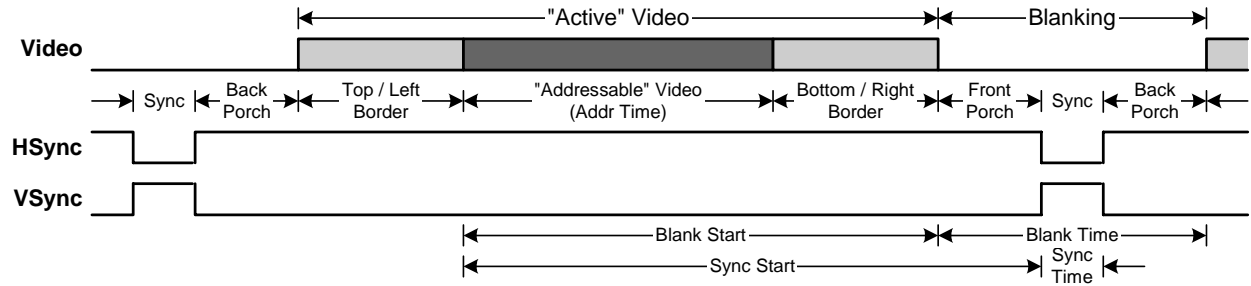 "Active" Video
Blanking
Video
Sync
Back
Porch
Top / Left
Border
"Addressable" Video
(Addr Time)
Bottom / Right
Border
Front
Porch
Sync
Back
Porch
HSync
VSync
Blank Start
Blank Time
Sync Start
Sync
Time